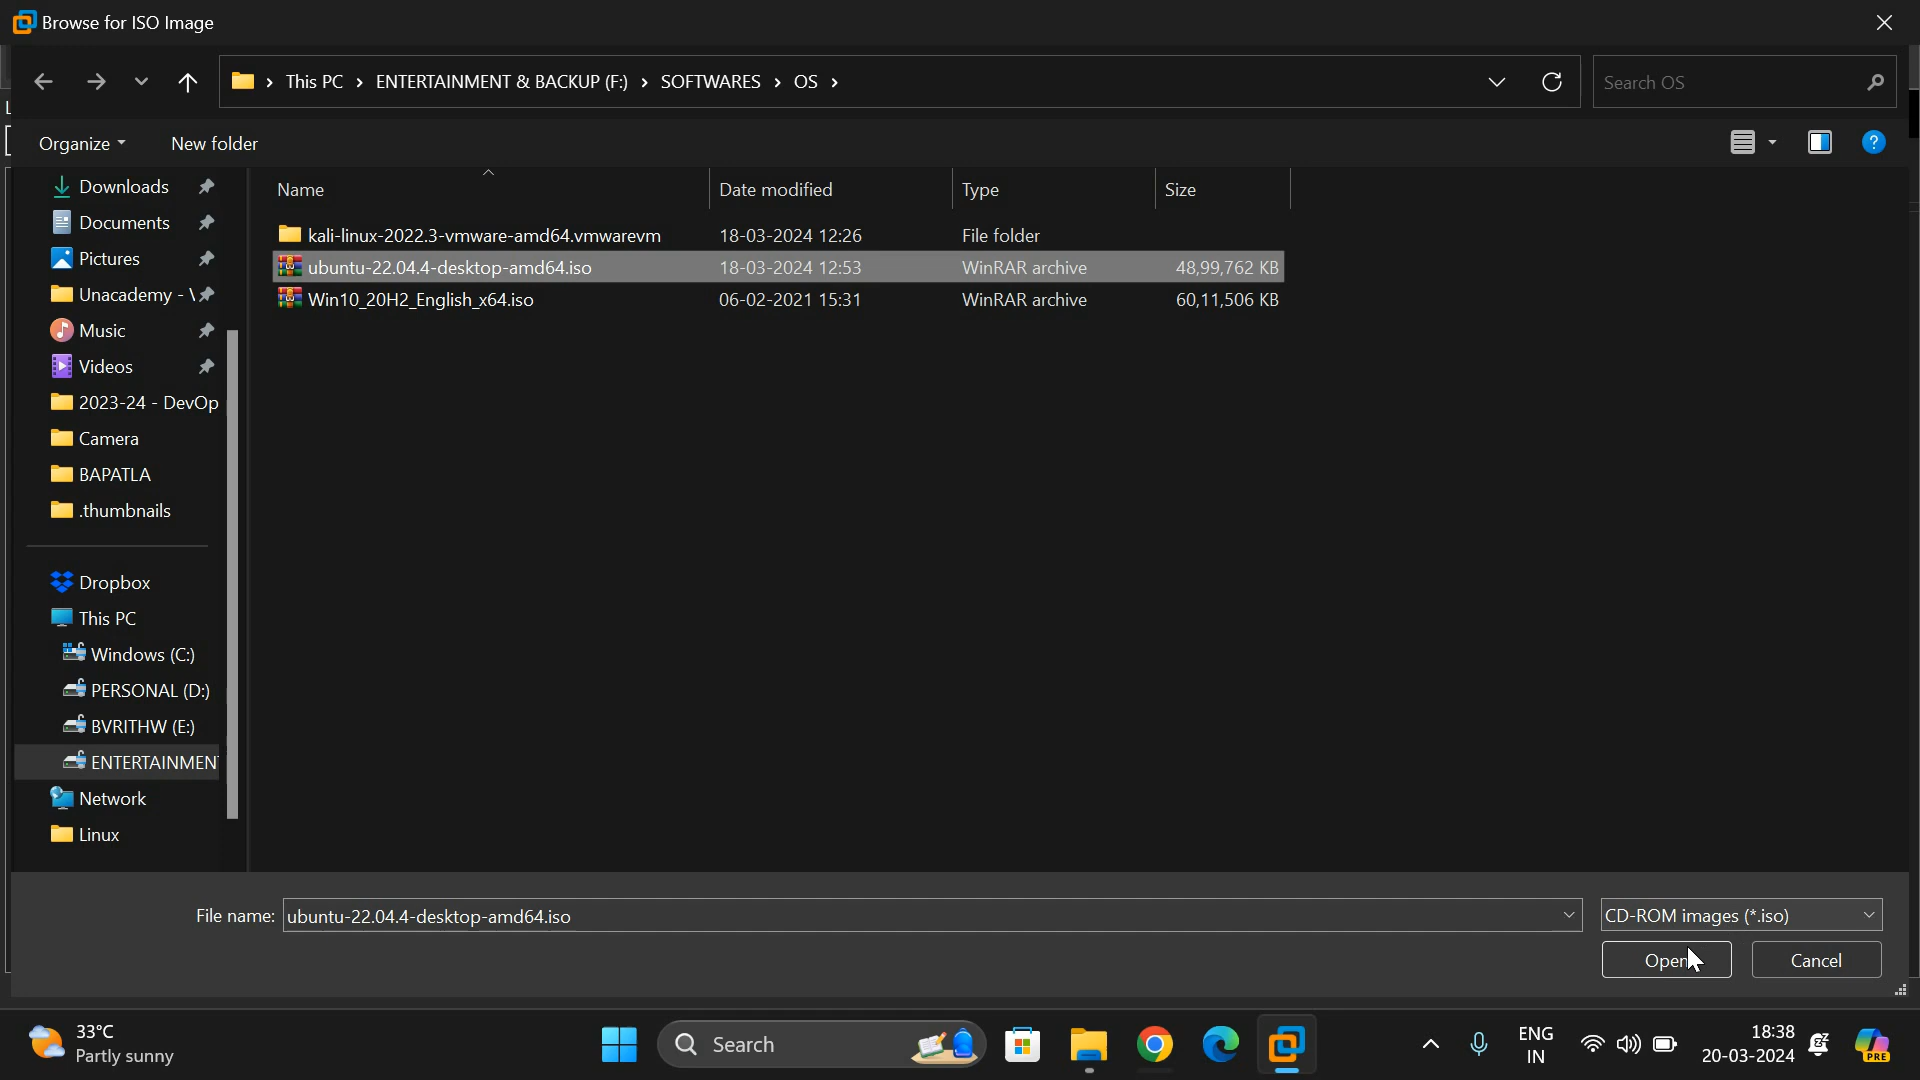 Browse for ISO Image
This PC > ENTERTAINMENT & BACKUP (F:) > SOFTWARES > OS >
Search OS
Organize
New folder
Name Date modified Type Size
kali-linux-2022.3-vmware-amd64.vmwarevm 18-03-2024 12:26 File folder
ubuntu-22.04.4-desktop-amd64.iso 18-03-2024 12:53 WinRAR archive 48,99,762 KB
Win10_20H2_English_x64.iso 06-02-2021 15:31 WinRAR archive 60,11,506 KB
Downloads
Documents
Pictures
Unacademy - \
Music
Videos
2023-24 - DevOp
Camera
BAPATLA
.thumbnails
Dropbox
This PC
Windows (C:)
PERSONAL (D:)
BVRITHW (E:)
ENTERTAINMEN
Network
Linux
File name: ubuntu-22.04.4-desktop-amd64.iso
CD-ROM images (*.iso)
Open
Cancel
33°C
Partly sunny
Search
ENG
IN
18:38
20-03-2024
PRE